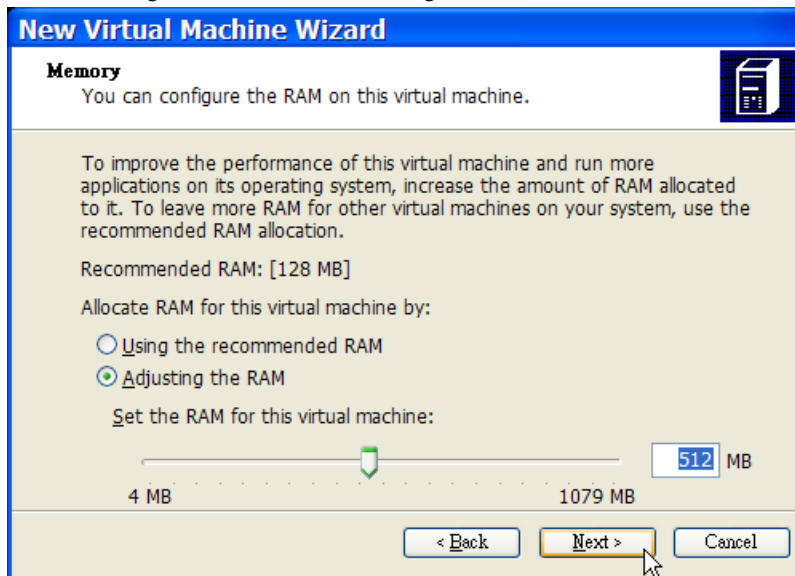 New Virtual Machine Wizard
Memory
You can configure the RAM on this virtual machine.
To improve the performance of this virtual machine and run more
applications on its operating system, increase the amount of RAM allocated
to it. To leave more RAM for other virtual machines on your system, use the
recommended RAM allocation.
Recommended RAM: [128 MB]
Allocate RAM for this virtual machine by:
Using the recommended RAM
Adjusting the RAM
Set the RAM for this virtual machine:
512 MB
4 MB 1079 MB
< Back Next > Cancel